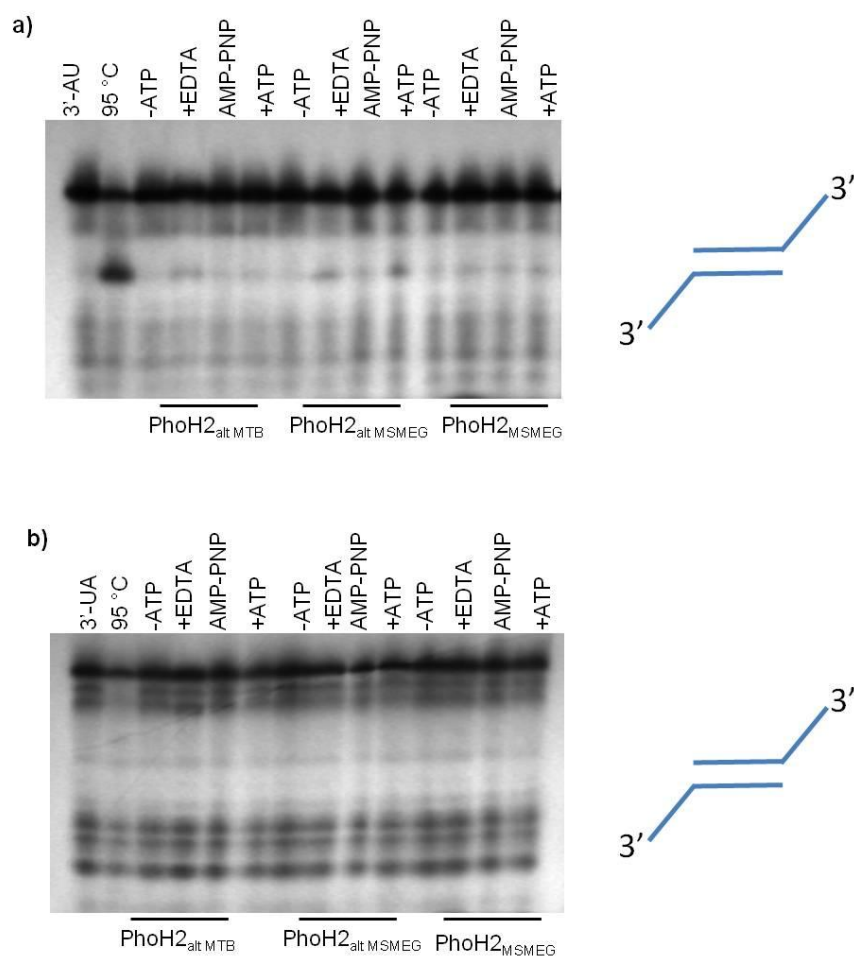 a)
3'-AU 95 °C -ATP +EDTA AMP-PNP +ATP -ATP +EDTA AMP-PNP +ATP -ATP +EDTA AMP-PNP +ATP
3’
3’
PhoH2alt MTB PhoH2alt MSMEG PhoH2MSMEG
b)
3'-UA 95 °C -ATP +EDTA AMP-PNP +ATP -ATP +EDTA AMP-PNP +ATP -ATP +EDTA AMP-PNP +ATP
3’
3’
PhoH2alt MTB PhoH2alt MSMEG PhoH2MSMEG